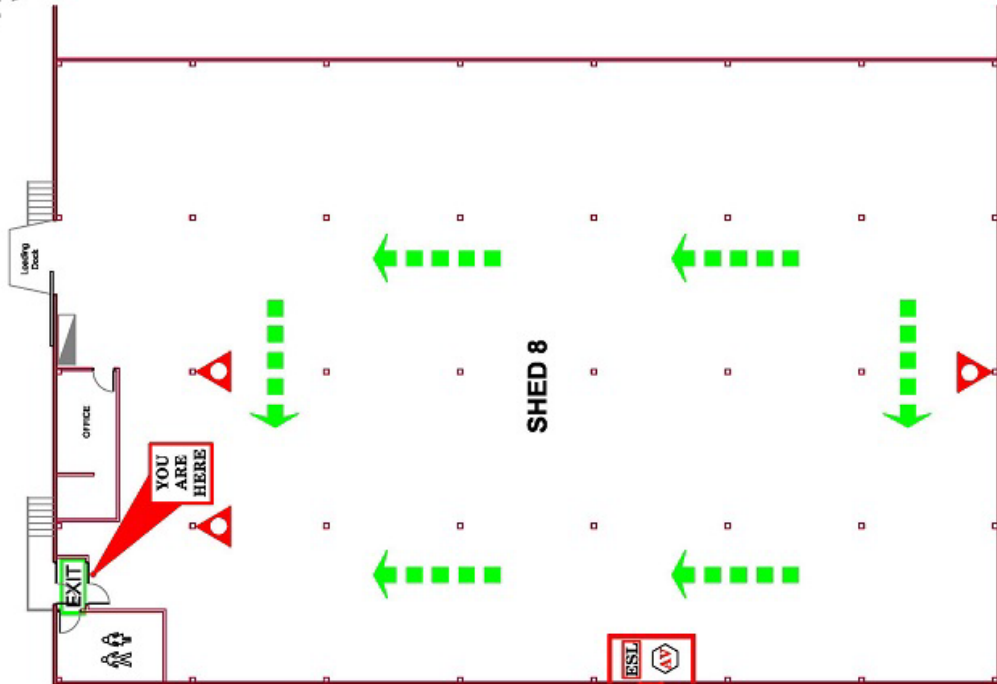 Loading
Dock
OFFICE
YOU
ARE
HERE
EXIT
SHED 8
ESL
AV